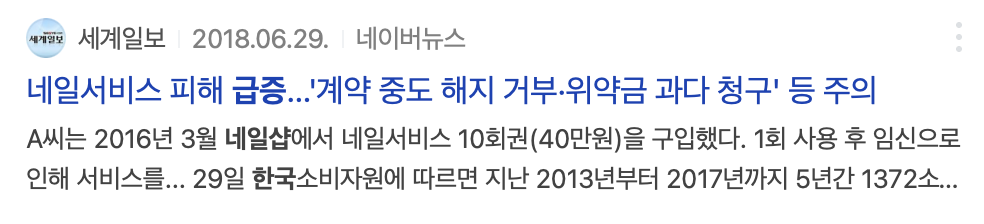 세계일보 세계일보 2018.06.29. 네이버뉴스
네일서비스 피해 급증...'계약 중도 해지 거부·위약금 과다 청구' 등 주의
A씨는 2016년 3월 네일샵에서 네일서비스 10회권(40만원)을 구입했다. 1회 사용 후 임신으로
인해 서비스를... 29일 한국소비자원에 따르면 지난 2013년부터 2017년까지 5년간 1372소...